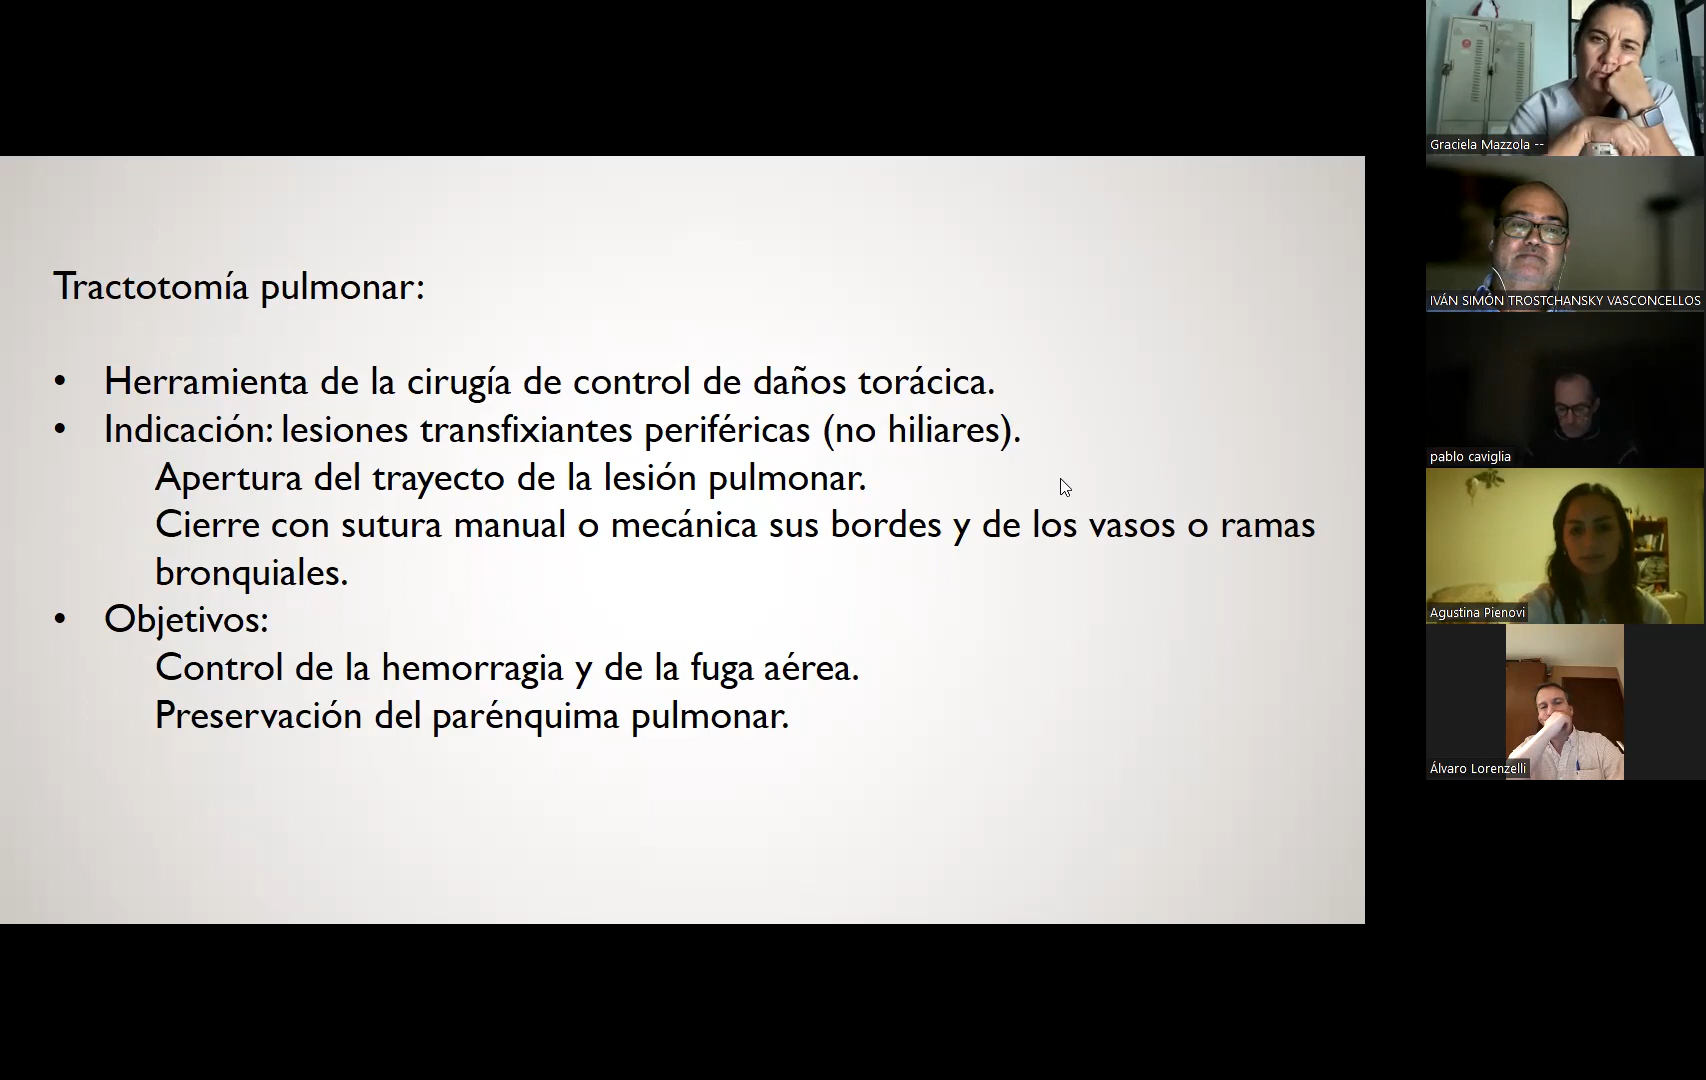 Tractotomía pulmonar:
• Herramienta de la cirugía de control de daños torácica.
• Indicación: lesiones transfixiantes periféricas (no hiliares).
Apertura del trayecto de la lesión pulmonar.
Cierre con sutura manual o mecánica sus bordes y de los vasos o ramas
bronquiales.
• Objetivos:
Control de la hemorragia y de la fuga aérea.
Preservación del parénquima pulmonar.
Graciela Mazzola --
IVÁN SIMÓN TROSTCHANSKY VASCONCELLOS
pablo caviglia
Agustina Pienovi
Álvaro Lorenzelli